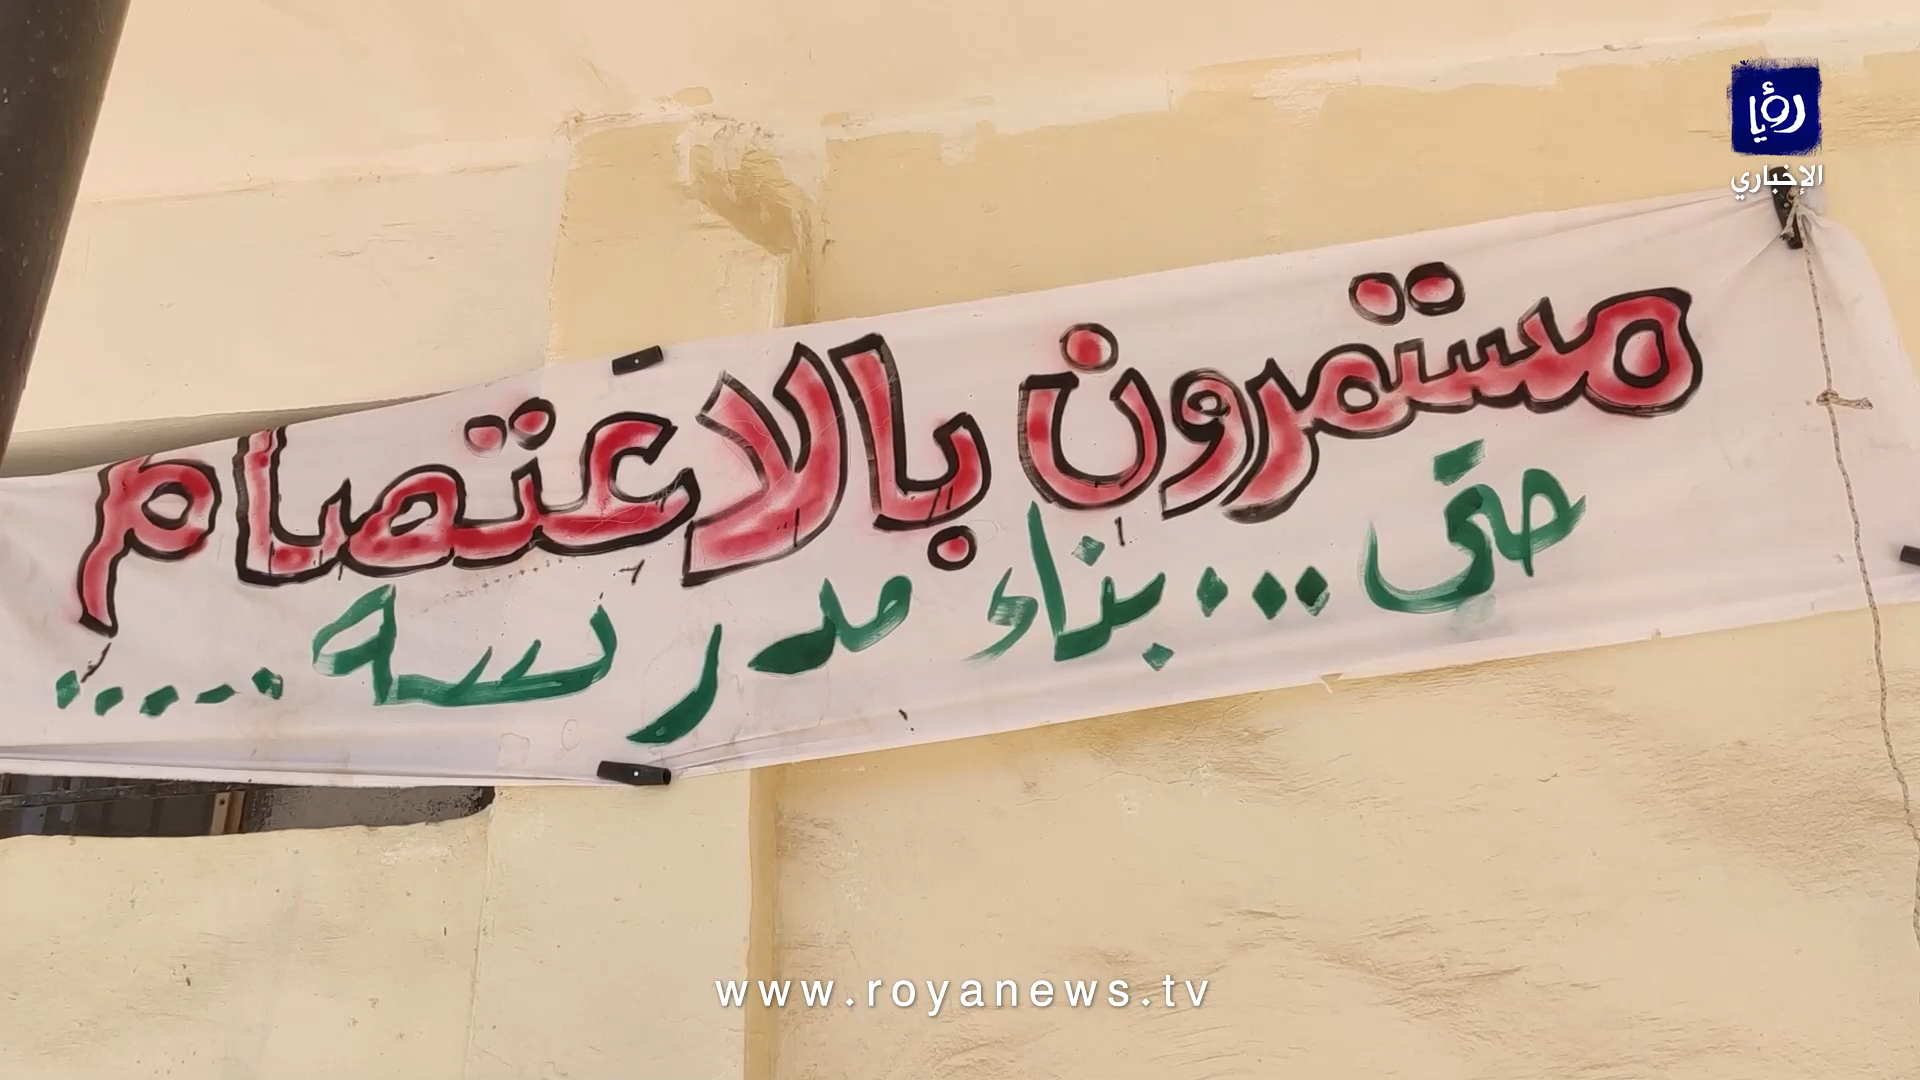 رؤيا
الإخباري
مستمرون بالاعتصام
حتى ... بناء مدرسة .....
www.royanews.tv